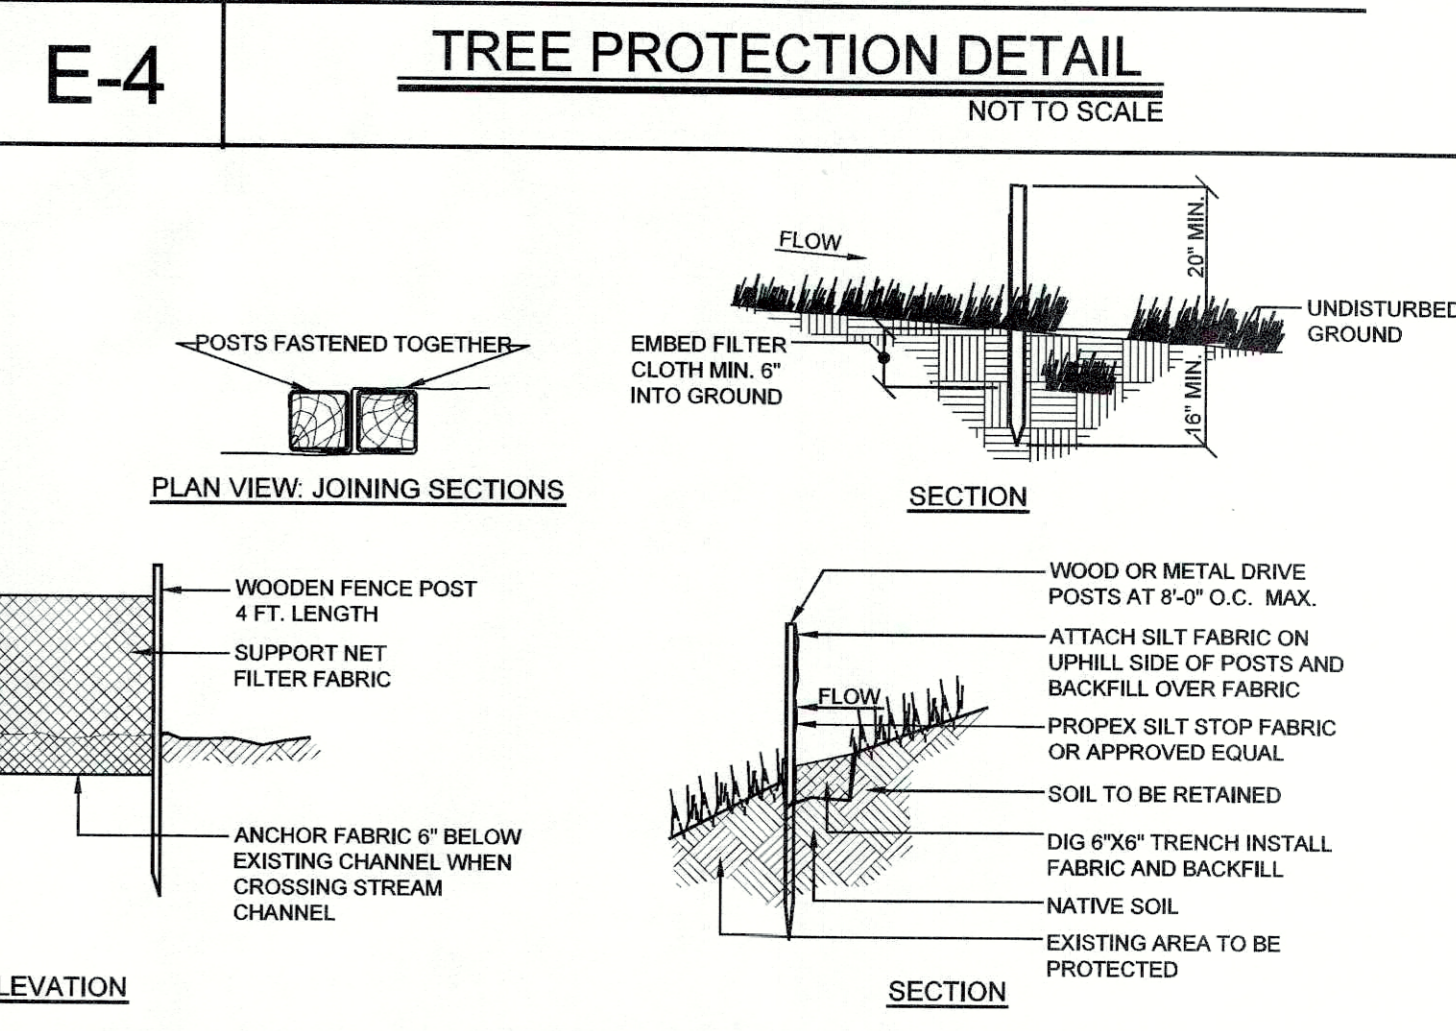 E-4
TREE PROTECTION DETAIL
NOT TO SCALE
FLOW
20" MIN.
UNDISTURBED
GROUND
EMBED FILTER
CLOTH MIN. 6"
INTO GROUND
16" MIN.
POSTS FASTENED TOGETHER
PLAN VIEW: JOINING SECTIONS
SECTION
WOODEN FENCE POST
4 FT. LENGTH
SUPPORT NET
FILTER FABRIC
ANCHOR FABRIC 6" BELOW
EXISTING CHANNEL WHEN
CROSSING STREAM
CHANNEL
LEVATION
WOOD OR METAL DRIVE
POSTS AT 8'-0" O.C. MAX.
ATTACH SILT FABRIC ON
UPHILL SIDE OF POSTS AND
BACKFILL OVER FABRIC
FLOW
PROPEX SILT STOP FABRIC
OR APPROVED EQUAL
SOIL TO BE RETAINED
DIG 6"X6" TRENCH INSTALL
FABRIC AND BACKFILL
NATIVE SOIL
EXISTING AREA TO BE
PROTECTED
SECTION